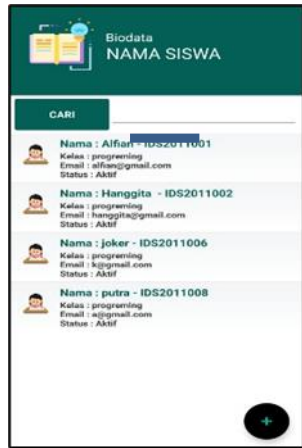 Biodata
NAMA SISWA
CARI
Nama : Alfian - IDS2011001
Kelas : progreming
Email : alfian@gmail.com
Status : Aktif
Nama : Hanggita - IDS2011002
Kelas : progreming
Email : hanggita@gmail.com
Status : Aktif
Nama : joker - IDS2011006
Kelas : progreming
Email : k@gmail.com
Status : Aktif
Nama : putra - IDS2011008
Kelas : progreming
Email : a@gmail.com
Status : Aktif
+